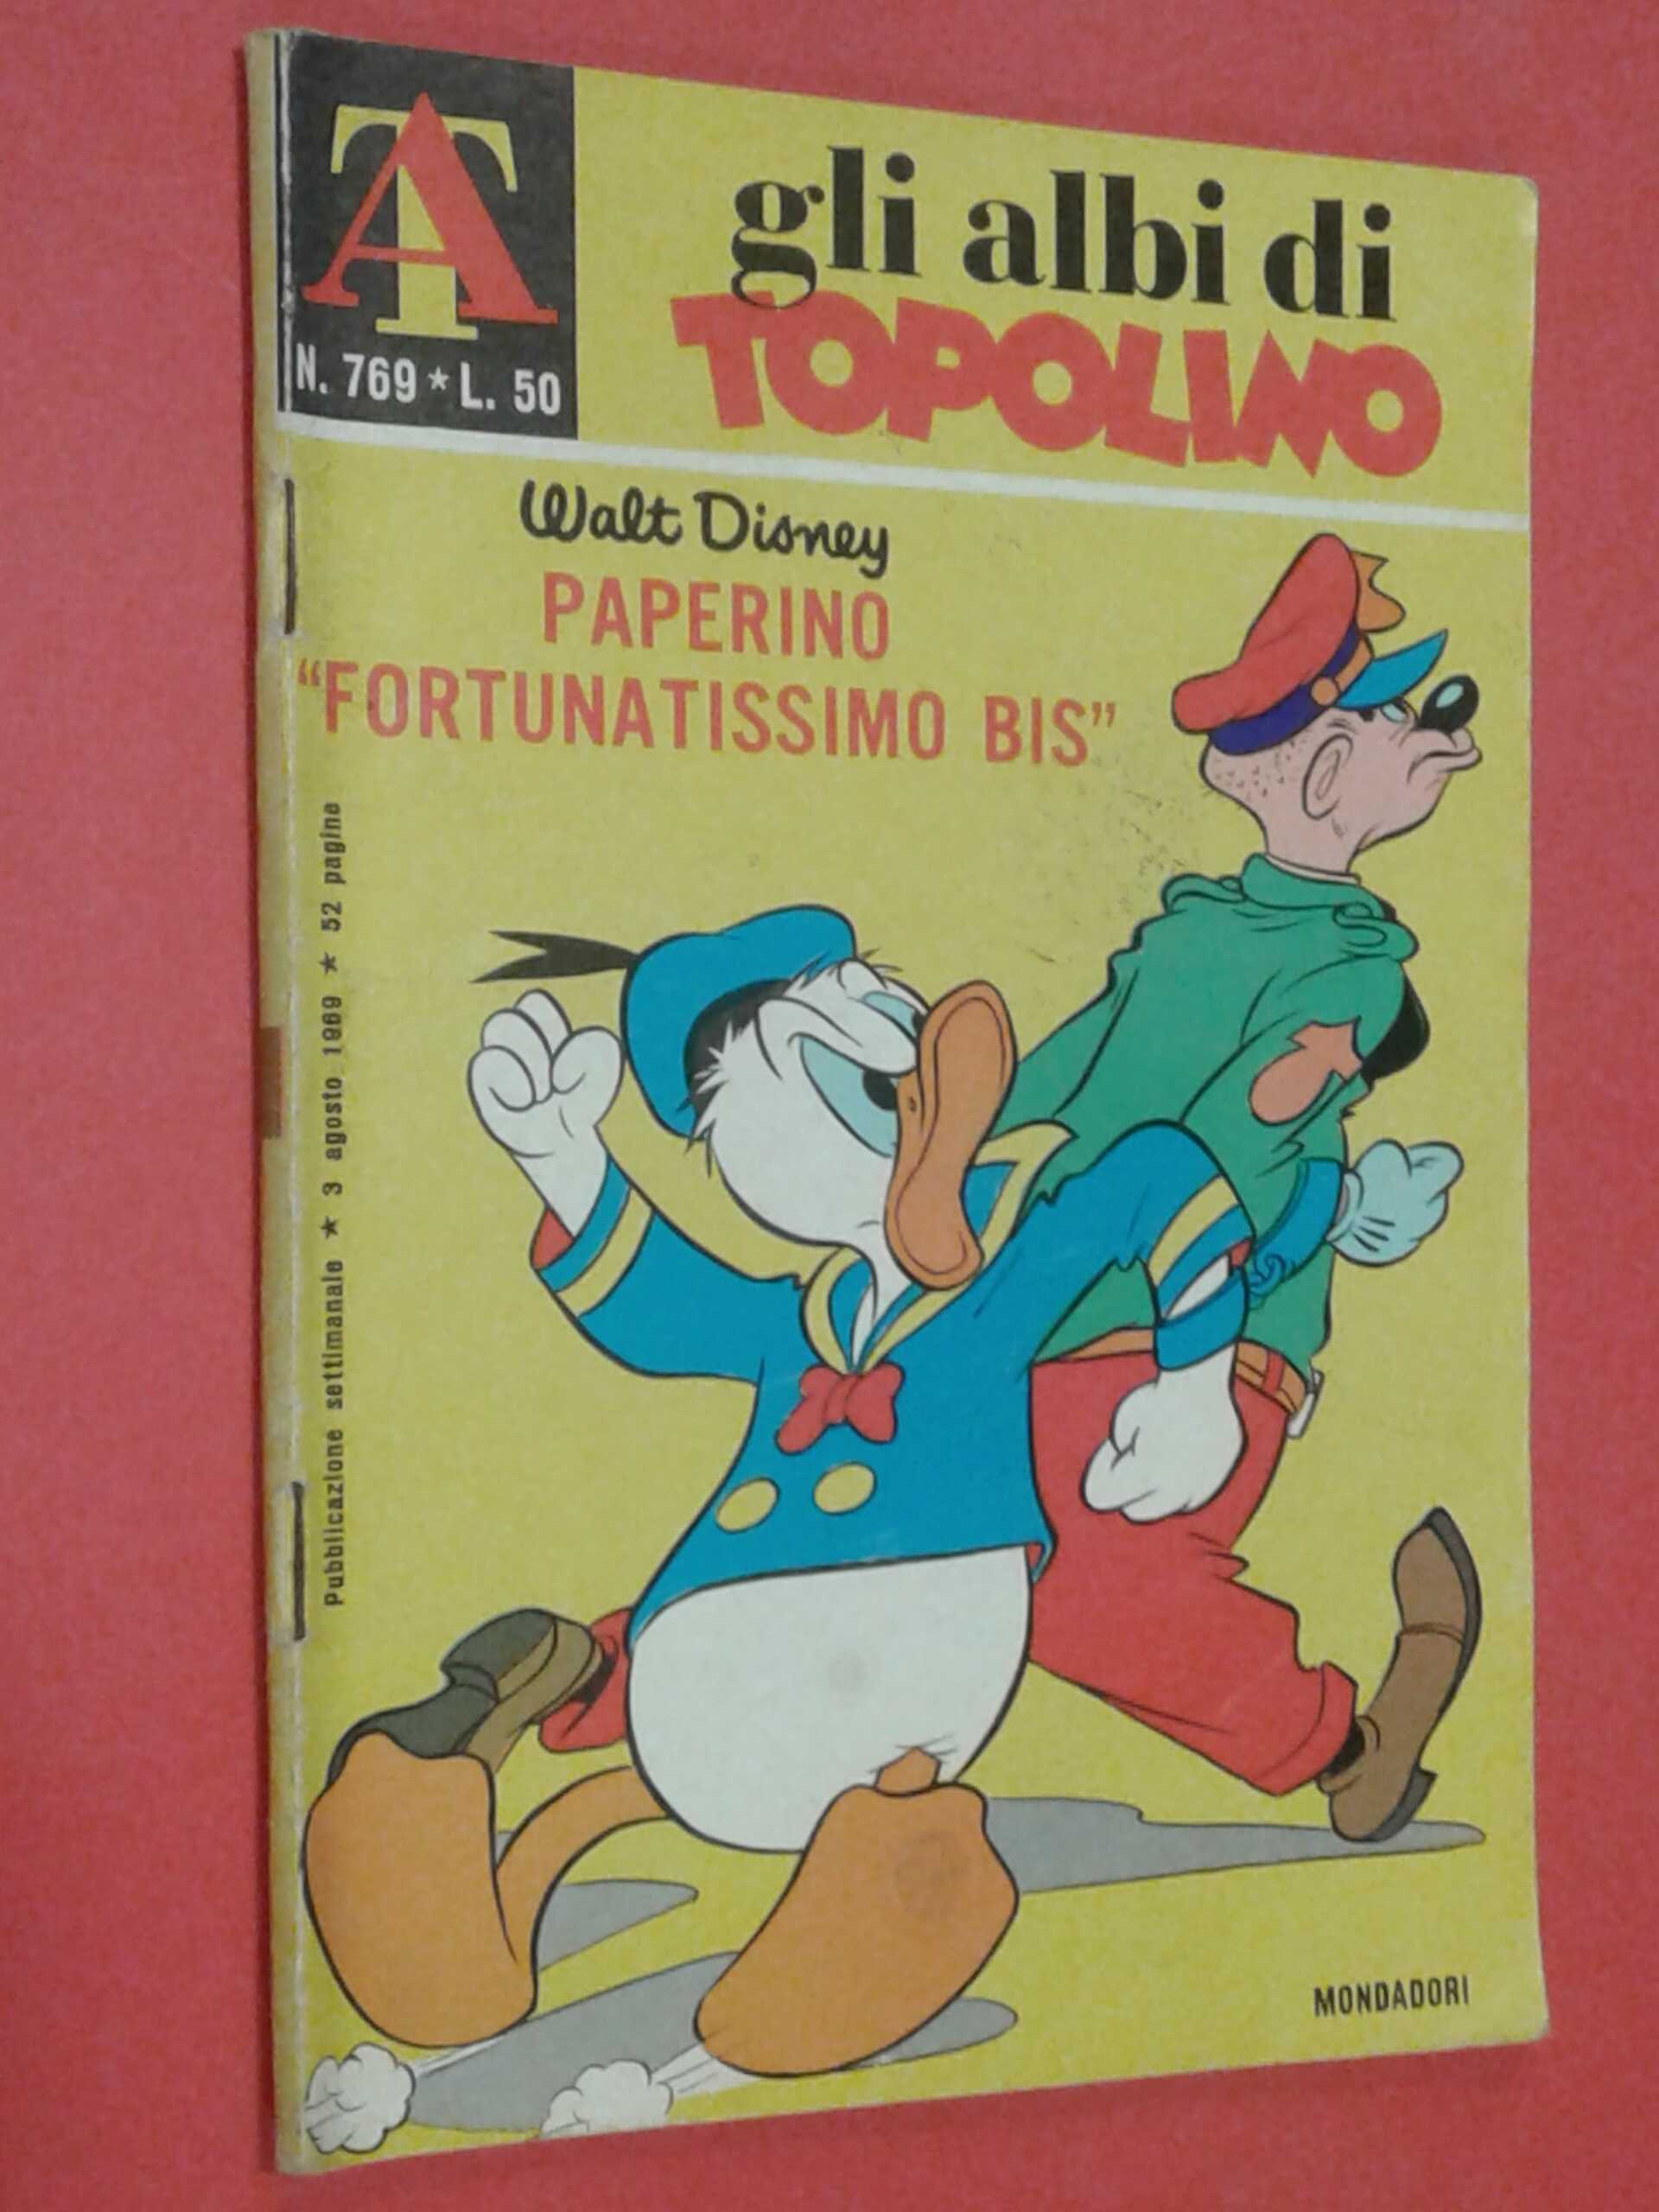 AT
N. 769 ★ L. 50
gli albi di
TOPOLINO
Walt Disney
PAPERINO
“FORTUNATISSIMO BIS”
Pubblicazione settimanale ★ 3 agosto 1969 ★ 52 pagine
MONDADORI